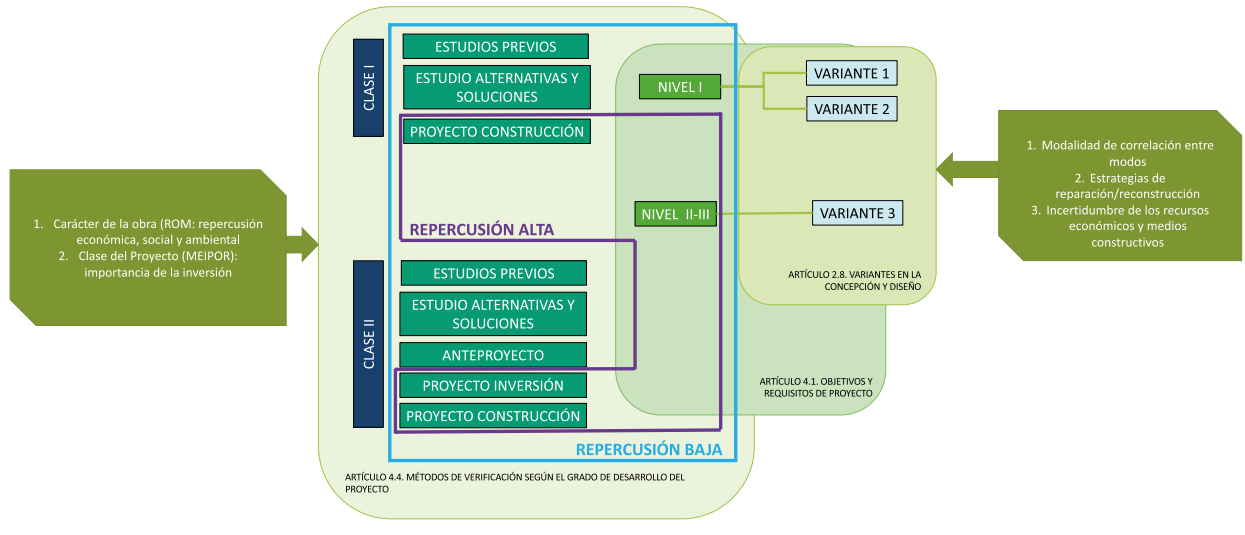 1. Carácter de la obra (ROM: repercusión
económica, social y ambiental
2. Clase del Proyecto (MEIPOR):
importancia de la inversión
CLASE I
ESTUDIOS PREVIOS
ESTUDIO ALTERNATIVAS Y
SOLUCIONES
PROYECTO CONSTRUCCIÓN
REPERCUSIÓN ALTA
CLASE II
ESTUDIOS PREVIOS
ESTUDIO ALTERNATIVAS Y
SOLUCIONES
ANTEPROYECTO
PROYECTO INVERSIÓN
PROYECTO CONSTRUCCIÓN
REPERCUSIÓN BAJA
ARTÍCULO 4.4. MÉTODOS DE VERIFICACIÓN SEGÚN EL GRADO DE DESARROLLO DEL
PROYECTO
NIVEL I
NIVEL II-III
ARTÍCULO 4.1. OBJETIVOS Y
REQUISITOS DE PROYECTO
VARIANTE 1
VARIANTE 2
VARIANTE 3
ARTÍCULO 2.8. VARIANTES EN LA
CONCEPCIÓN Y DISEÑO
1. Modalidad de correlación entre
modos
2. Estrategias de
reparación/reconstrucción
3. Incertidumbre de los recursos
económicos y medios
constructivos